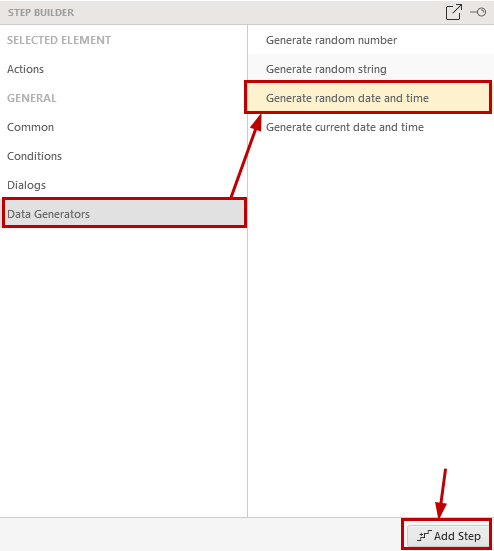 STEP BUILDER
SELECTED ELEMENT
Actions
GENERAL
Common
Conditions
Dialogs
Data Generators
Generate random number
Generate random string
Generate random date and time
Generate current date and time
Add Step